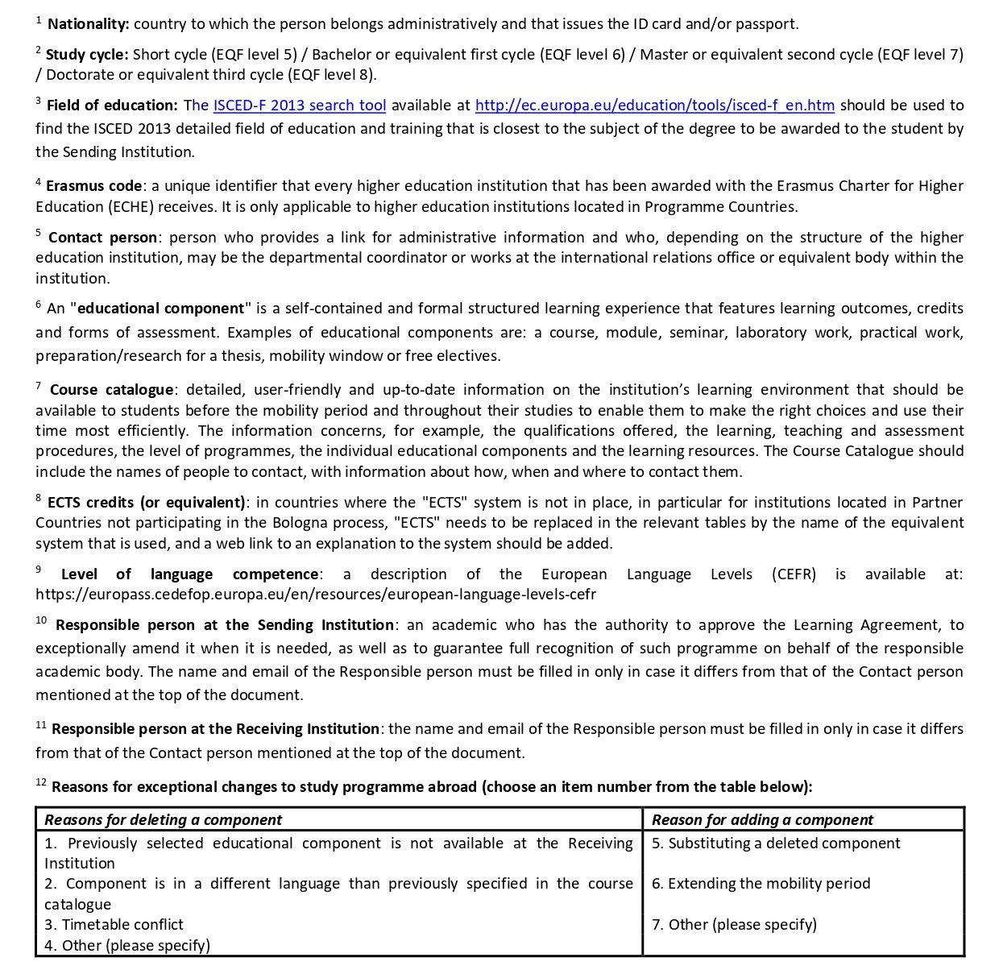 1 Nationality: country to which the person belongs administratively and that issues the ID card and/or passport.
2 Study cycle: Short cycle (EQF level 5) / Bachelor or equivalent first cycle (EQF level 6) / Master or equivalent second cycle (EQF level 7)
/ Doctorate or equivalent third cycle (EQF level 8).
3 Field of education: The ISCED-F 2013 search tool available at http://ec.europa.eu/education/tools/isced-f_en.htm should be used to
find the ISCED 2013 detailed field of education and training that is closest to the subject of the degree to be awarded to the student by
the Sending Institution.
4 Erasmus code: a unique identifier that every higher education institution that has been awarded with the Erasmus Charter for Higher
Education (ECHE) receives. It is only applicable to higher education institutions located in Programme Countries.
5 Contact person: person who provides a link for administrative information and who, depending on the structure of the higher
education institution, may be the departmental coordinator or works at the international relations office or equivalent body within the
institution.
6 An "educational component" is a self-contained and formal structured learning experience that features learning outcomes, credits
and forms of assessment. Examples of educational components are: a course, module, seminar, laboratory work, practical work,
preparation/research for a thesis, mobility window or free electives.
7 Course catalogue: detailed, user-friendly and up-to-date information on the institution’s learning environment that should be
available to students before the mobility period and throughout their studies to enable them to make the right choices and use their
time most efficiently. The information concerns, for example, the qualifications offered, the learning, teaching and assessment
procedures, the level of programmes, the individual educational components and the learning resources. The Course Catalogue should
include the names of people to contact, with information about how, when and where to contact them.
8 ECTS credits (or equivalent): in countries where the "ECTS" system is not in place, in particular for institutions located in Partner
Countries not participating in the Bologna process, "ECTS" needs to be replaced in the relevant tables by the name of the equivalent
system that is used, and a web link to an explanation to the system should be added.
9 Level of language competence: a description of the European Language Levels (CEFR) is available at:
https://europass.cedefop.europa.eu/en/resources/european-language-levels-cefr
10 Responsible person at the Sending Institution: an academic who has the authority to approve the Learning Agreement, to
exceptionally amend it when it is needed, as well as to guarantee full recognition of such programme on behalf of the responsible
academic body. The name and email of the Responsible person must be filled in only in case it differs from that of the Contact person
mentioned at the top of the document.
11 Responsible person at the Receiving Institution: the name and email of the Responsible person must be filled in only in case it differs
from that of the Contact person mentioned at the top of the document.
12 Reasons for exceptional changes to study programme abroad (choose an item number from the table below):
Reasons for deleting a component
Reason for adding a component
1. Previously selected educational component is not available at the Receiving
Institution
5. Substituting a deleted component
2. Component is in a different language than previously specified in the course
catalogue
6. Extending the mobility period
3. Timetable conflict
7. Other (please specify)
4. Other (please specify)